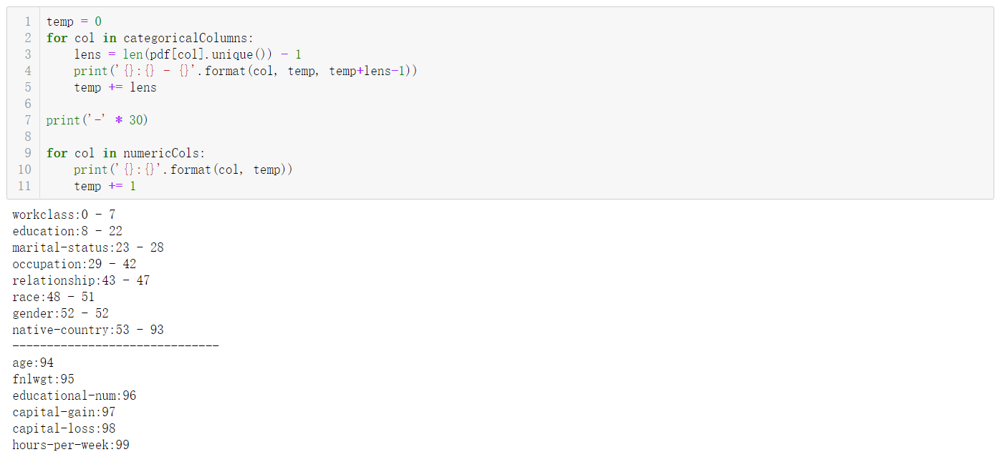 1 temp = 0
2 for col in categoricalColumns:
3     lens = len(pdf[col].unique()) - 1
4     print('{}:{} - {}'.format(col, temp, temp+lens-1))
5     temp += lens
6
7 print('-' * 30)
8
9 for col in numericCols:
10     print('{}:{}'.format(col, temp))
11     temp += 1
workclass:0 - 7
education:8 - 22
marital-status:23 - 28
occupation:29 - 42
relationship:43 - 47
race:48 - 51
gender:52 - 52
native-country:53 - 93
------------------------------
age:94
fnlwgt:95
educational-num:96
capital-gain:97
capital-loss:98
hours-per-week:99